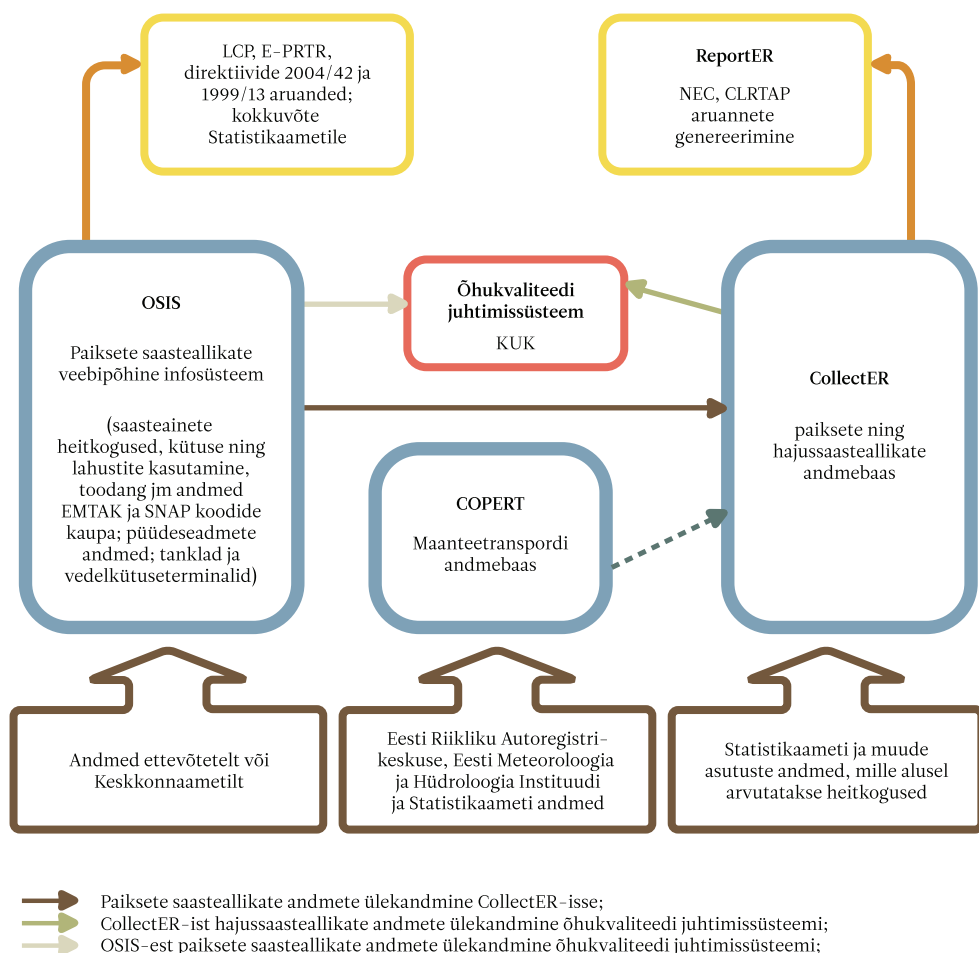 LCP, E-PRTR,
direktiivide 2004/42 ja
1999/13 aruanded;
kokkuvõte
Statistikaametile
ReportER
NEC, CLRTAP
aruannete
genereerimine
OSIS
Paiksete saasteallikate
veebipõhine infosüsteem
(saasteainete
heitkogused, kütuse ning
lahustite kasutamine,
toodang jm andmed
EMTAK ja SNAP koodide
kaupa; püüdeseadmete
andmed; tanklad ja
vedelkütuseterminalid)
Õhukvaliteedi
juhtimissüsteem
KUK
COPERT
Maanteetranspordi
andmebaas
CollectER
paiksete ning
hajussaasteallikate
andmebaas
Andmed ettevõtetelt või
Keskkonnaametilt
Eesti Riikliku Autoregistri-
keskuse, Eesti Meteoroloogia
ja Hüdroloogia Instituudi
ja Statistikaameti andmed
Statistikaameti ja muude
asutuste andmed, mille alusel
arvutatakse heitkogused
Paiksete saasteallikate andmete ülekandmine CollectER-isse;
CollectER-ist hajussaasteallikate andmete ülekandmine õhukvaliteedi juhtimissüsteemi;
OSIS-est paiksete saasteallikate andmete ülekandmine õhukvaliteedi juhtimissüsteemi;